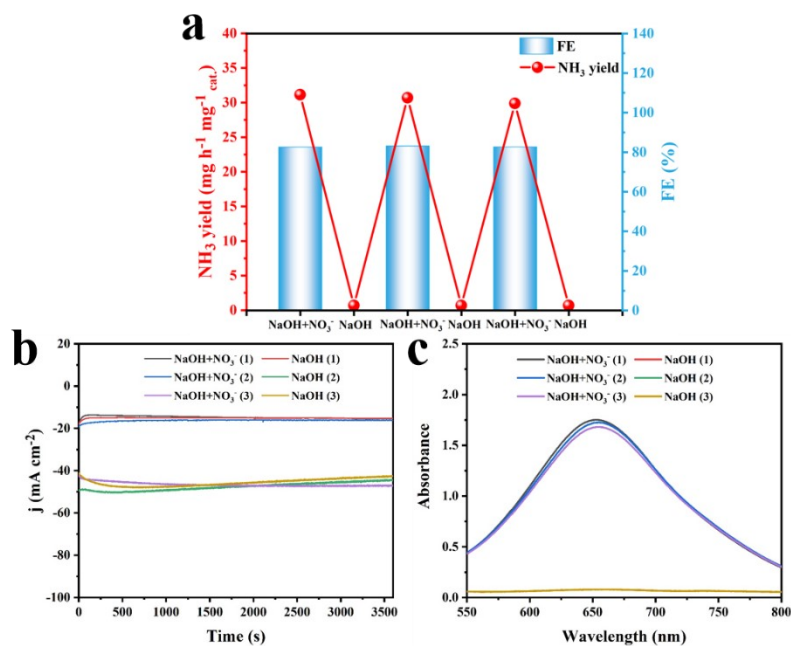 a
FE
NH₃ yield
NH₃ yield (mg h⁻¹ mg⁻¹ cat.)
40
35
30
25
20
15
10
5
0
FE (%)
140
120
100
80
60
40
20
0
NaOH+NO₃⁻ NaOH NaOH+NO₃⁻ NaOH NaOH+NO₃⁻ NaOH
b
NaOH+NO₃⁻ (1) NaOH (1)
NaOH+NO₃⁻ (2) NaOH (2)
NaOH+NO₃⁻ (3) NaOH (3)
j (mA cm⁻²)
20
0
-20
-40
-60
-80
-100
0 500 1000 1500 2000 2500 3000 3500
Time (s)
c
NaOH+NO₃⁻ (1) NaOH (1)
NaOH+NO₃⁻ (2) NaOH (2)
NaOH+NO₃⁻ (3) NaOH (3)
Absorbance
2.5
2.0
1.5
1.0
0.5
0.0
550 600 650 700 750 800
Wavelength (nm)